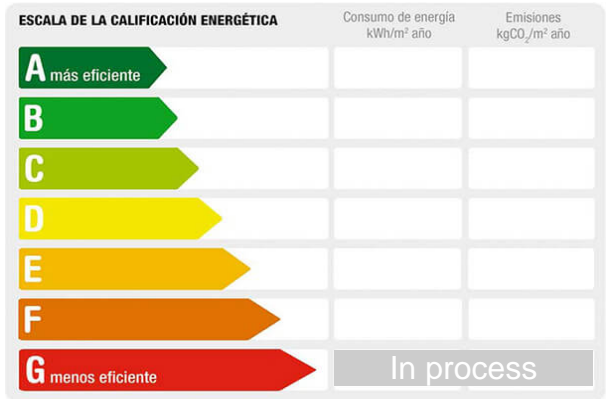 ESCALA DE LA CALIFICACIÓN ENERGÉTICA
Consumo de energía
kWh/m² año
Emisiones
kgCO₂/m² año
A más eficiente
B
C
D
E
F
G menos eficiente
In process